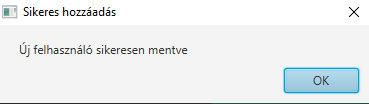 Sikeres hozzáadás
Új felhasználó sikeresen mentve
OK